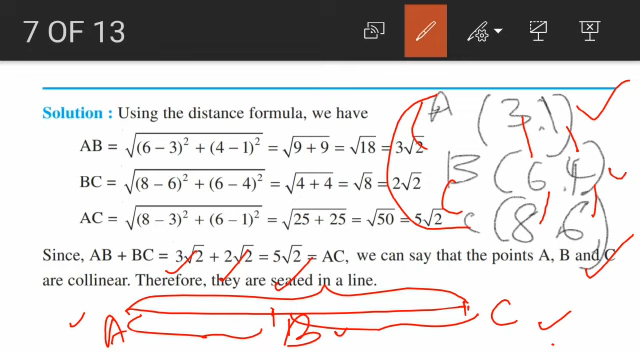 7 OF 13
Solution : Using the distance formula, we have
AB = √((6 – 3)² + (4 – 1)²) = √(9 + 9) = √18 = 3√2
BC = √((8 – 6)² + (6 – 4)²) = √(4 + 4) = √8 = 2√2
AC = √((8 – 3)² + (6 – 1)²) = √(25 + 25) = √50 = 5√2
Since, AB + BC = 3√2 + 2√2 = 5√2 = AC, we can say that the points A, B and C
are collinear. Therefore, they are seated in a line.
A (3,1)
B (6,4)
C (8,6)
A B C